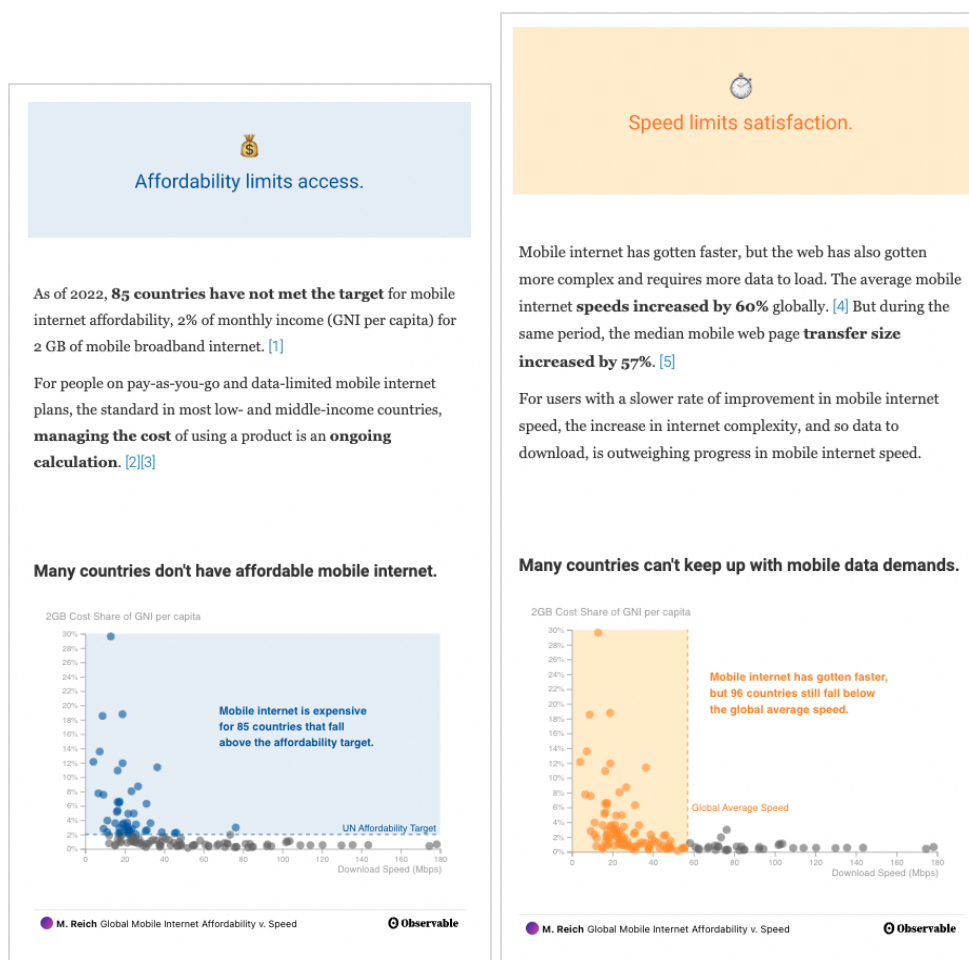 Affordability limits access.
As of 2022, 85 countries have not met the target for mobile
internet affordability, 2% of monthly income (GNI per capita) for
2 GB of mobile broadband internet. [1]
For people on pay-as-you-go and data-limited mobile internet
plans, the standard in most low- and middle-income countries,
managing the cost of using a product is an ongoing
calculation. [2][3]
Many countries don't have affordable mobile internet.
2GB Cost Share of GNI per capita
30%
28%
26%
24%
22%
20%
18%
16%
14%
12%
10%
8%
6%
4%
2%
0%
Mobile internet is expensive
for 85 countries that fall
above the affordability target.
UN Affordability Target
0 20 40 60 80 100 120 140 160 180
Download Speed (Mbps)
M. Reich Global Mobile Internet Affordability v. Speed
Observable
Speed limits satisfaction.
Mobile internet has gotten faster, but the web has also gotten
more complex and requires more data to load. The average mobile
internet speeds increased by 60% globally. [4] But during the
same period, the median mobile web page transfer size
increased by 57%. [5]
For users with a slower rate of improvement in mobile internet
speed, the increase in internet complexity, and so data to
download, is outweighing progress in mobile internet speed.
Many countries can't keep up with mobile data demands.
2GB Cost Share of GNI per capita
30%
28%
26%
24%
22%
20%
18%
16%
14%
12%
10%
8%
6%
4%
2%
0%
Mobile internet has gotten faster,
but 96 countries still fall below
the global average speed.
Global Average Speed
0 20 40 60 80 100 120 140 160 180
Download Speed (Mbps)
M. Reich Global Mobile Internet Affordability v. Speed
Observable